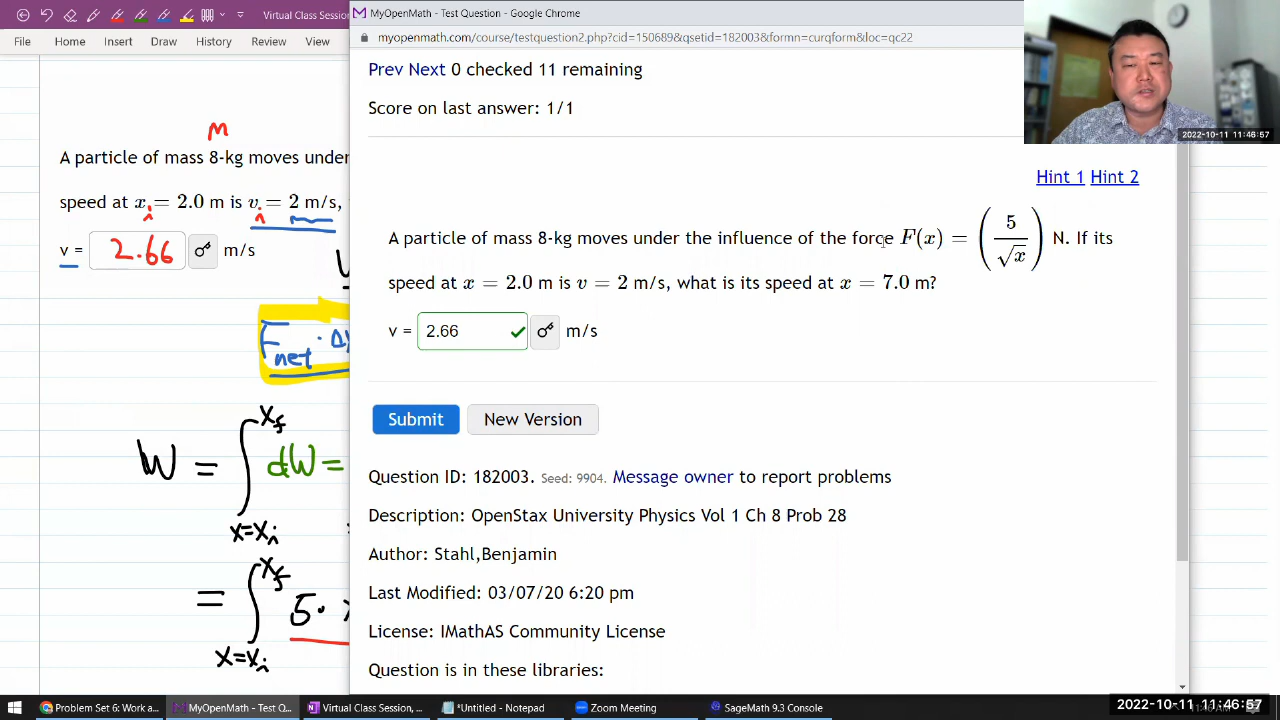 Virtual Class Session,
File Home Insert Draw History Review View
M
A particle of mass 8-kg moves under
speed at x = 2.0 m is v = 2 m/s,
i i
v = 2.66 m/s
F net · Δ
W = ∫ dW =
x f
x = x i
= ∫ 5 ·
x f
x = x i
MyOpenMath - Test Question - Google Chrome
myopenmath.com/course/testquestion2.php?cid=150689&qsetid=182003&formn=curqform&loc=qc22
Prev Next 0 checked 11 remaining
Score on last answer: 1/1
Hint 1 Hint 2
A particle of mass 8-kg moves under the influence of the force F(x) = (5/√x) N. If its
speed at x = 2.0 m is v = 2 m/s, what is its speed at x = 7.0 m?
v = 2.66 m/s
Submit New Version
Question ID: 182003. Seed: 9904. Message owner to report problems
Description: OpenStax University Physics Vol 1 Ch 8 Prob 28
Author: Stahl,Benjamin
Last Modified: 03/07/20 6:20 pm
License: IMathAS Community License
Question is in these libraries:
2022-10-11 11:46:57
Problem Set 6: Work a... MyOpenMath - Test Q... Virtual Class Session, ... *Untitled - Notepad Zoom Meeting SageMath 9.3 Console
2022-10-11 11:46:57